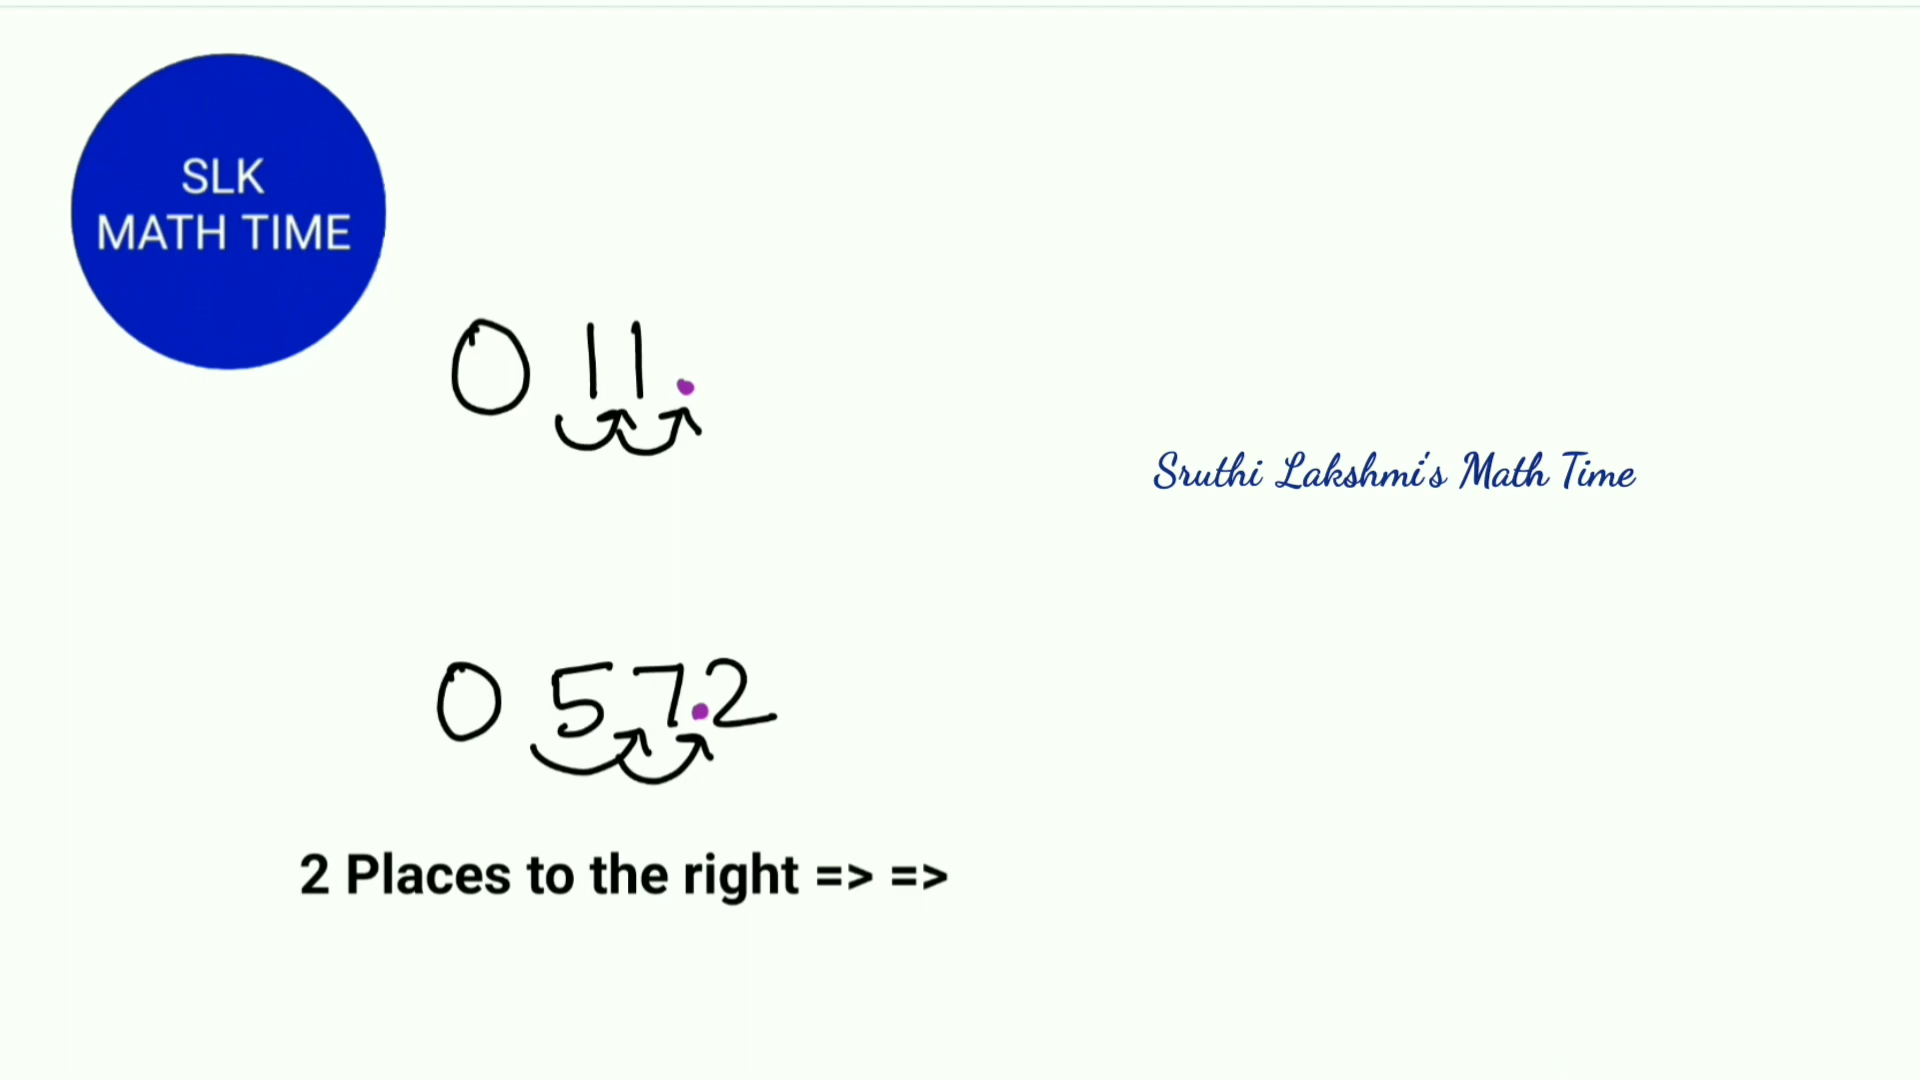 SLK
MATH TIME
0 11.
Sruthi Lakshmi's Math Time
0 57.2
2 Places to the right => =>